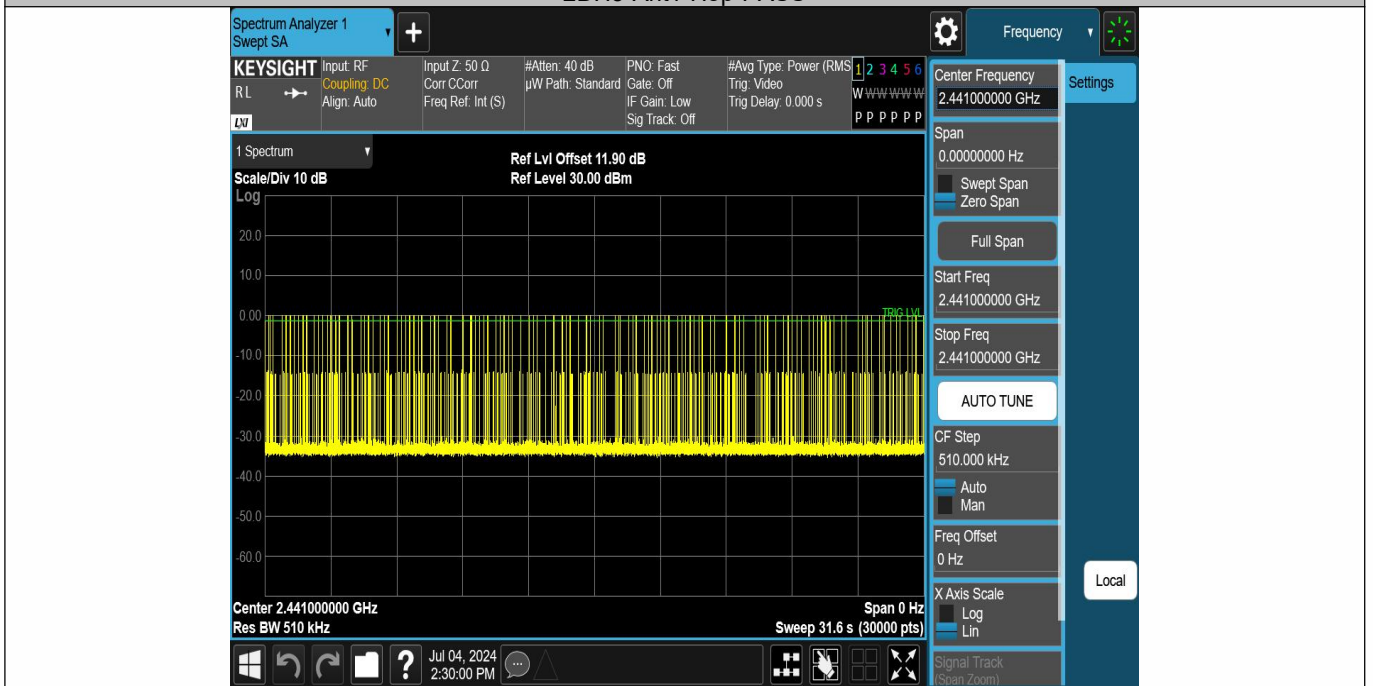 Spectrum Analyzer 1
Swept SA
Frequency
KEYSIGHT
RL
LXI
Input: RF
Coupling: DC
Align: Auto
Input Z: 50 Ω
Corr CCorr
Freq Ref: Int (S)
#Atten: 40 dB
µW Path: Standard
PNO: Fast
Gate: Off
IF Gain: Low
Sig Track: Off
#Avg Type: Power (RMS
Trig: Video
Trig Delay: 0.000 s
1 2 3 4 5 6
W W W W W W
P P P P P P
Center Frequency
2.441000000 GHz
Settings
1 Spectrum
Scale/Div 10 dB
Ref Lvl Offset 11.90 dB
Ref Level 30.00 dBm
Span
0.00000000 Hz
Swept Span
Zero Span
Full Span
Log
20.0
10.0
0.00
-10.0
-20.0
-30.0
-40.0
-50.0
-60.0
TRIG LVL
Start Freq
2.441000000 GHz
Stop Freq
2.441000000 GHz
AUTO TUNE
CF Step
510.000 kHz
Auto
Man
Freq Offset
0 Hz
X Axis Scale
Log
Lin
Local
Signal Track
(Span Zoom)
Center 2.441000000 GHz
Span 0 Hz
Res BW 510 kHz
Sweep 31.6 s (30000 pts)
?
Jul 04, 2024
2:30:00 PM